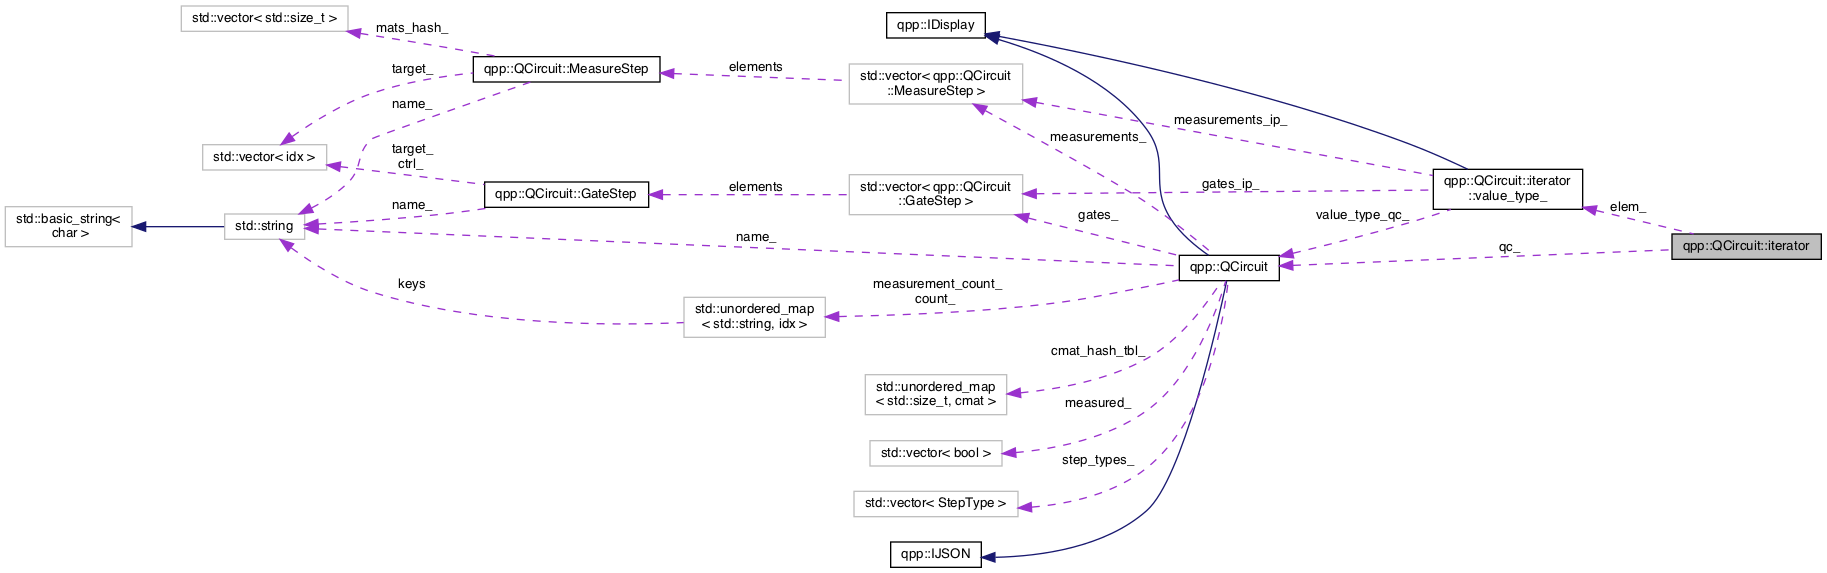 std::vector< std::size_t >
mats_hash_
qpp::IDisplay
target_
qpp::QCircuit::MeasureStep
elements
std::vector< qpp::QCircuit
::MeasureStep >
name_
measurements_ip_
measurements_
std::vector< idx >
target_
ctrl_
qpp::QCircuit::GateStep
elements
std::vector< qpp::QCircuit
::GateStep >
gates_ip_
qpp::QCircuit::iterator
::value_type_
std::basic_string<
char >
std::string
name_
gates_
value_type_qc_
elem_
name_
qpp::QCircuit
qc_
qpp::QCircuit::iterator
keys
std::unordered_map
< std::string, idx >
measurement_count_
count_
cmat_hash_tbl_
std::unordered_map
< std::size_t, cmat >
measured_
std::vector< bool >
step_types_
std::vector< StepType >
qpp::IJSON